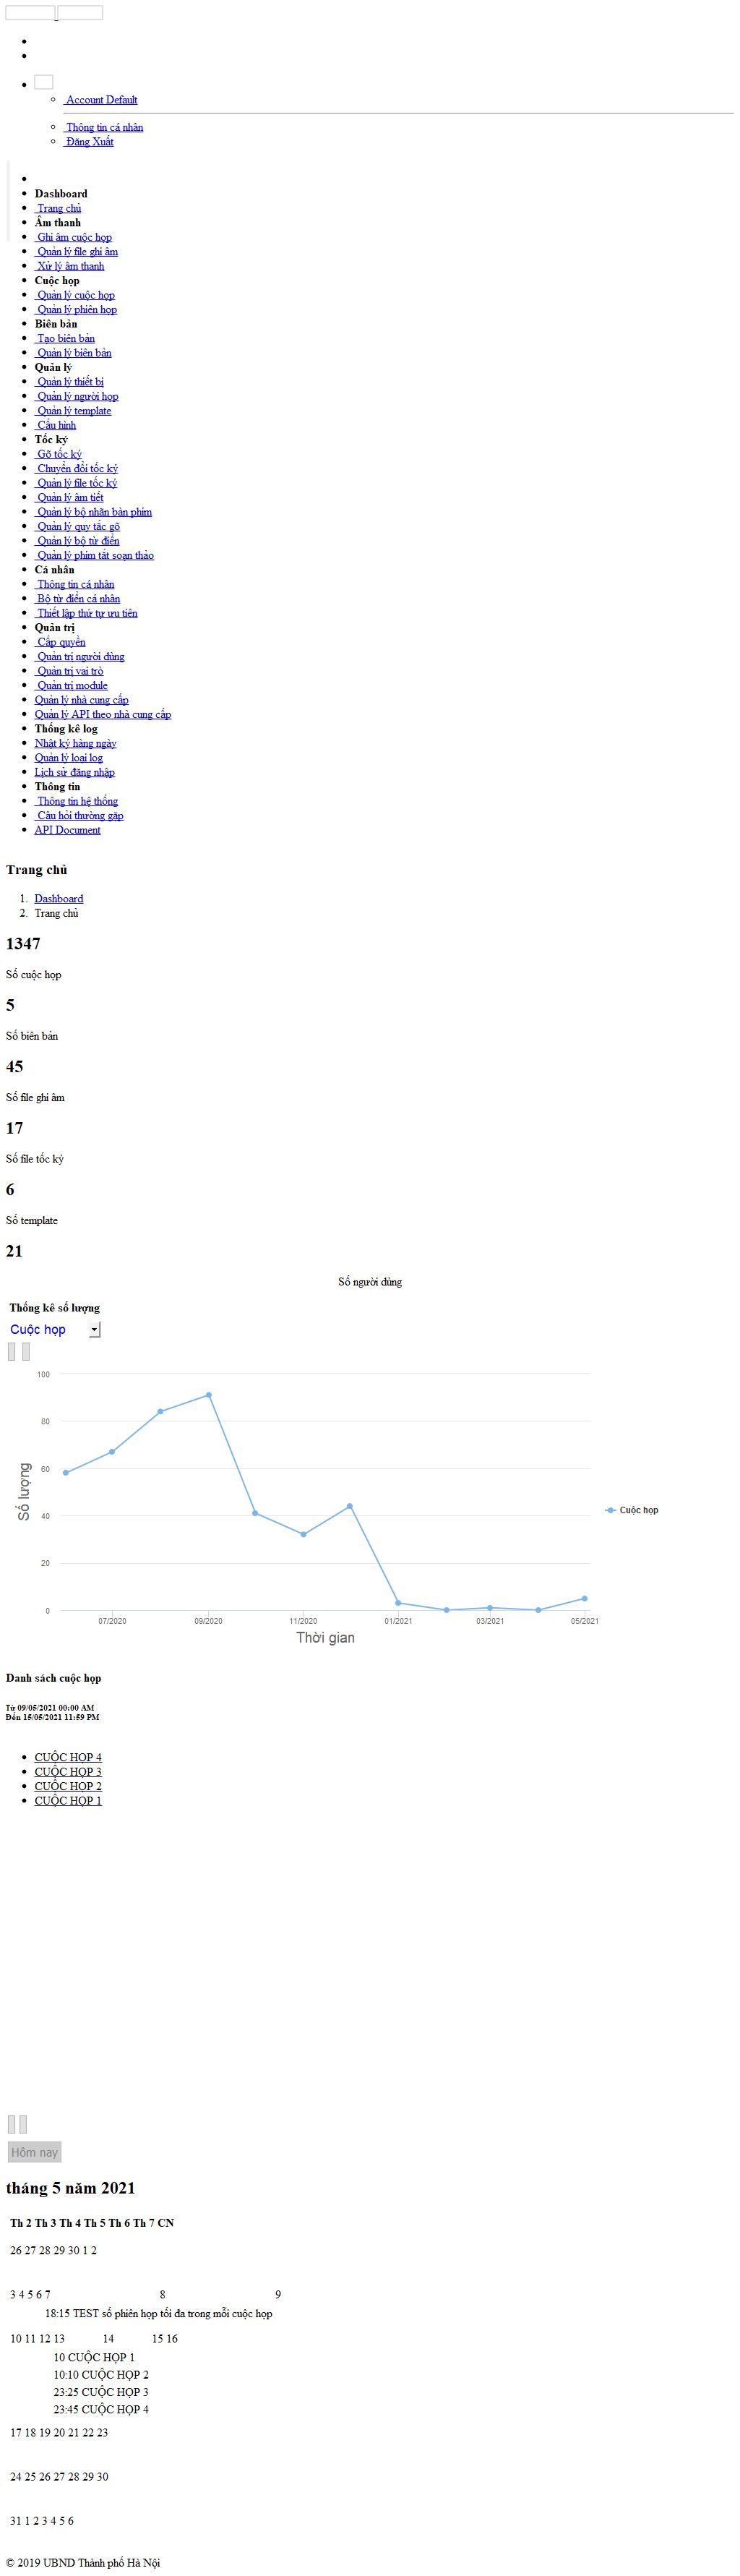 Account Default
Thông tin cá nhân
Đăng Xuất
Dashboard
Trang chủ
Âm thanh
Ghi âm cuộc họp
Quản lý file ghi âm
Xử lý âm thanh
Cuộc họp
Quản lý cuộc họp
Quản lý phiên họp
Biên bản
Tạo biên bản
Quản lý biên bản
Quản lý
Quản lý thiết bị
Quản lý người họp
Quản lý template
Cấu hình
Tốc ký
Gõ tốc ký
Chuyển đổi tốc ký
Quản lý file tốc ký
Quản lý âm tiết
Quản lý bộ nhãn bàn phím
Quản lý quy tắc gõ
Quản lý bộ từ điển
Quản lý phím tắt soạn thảo
Cá nhân
Thông tin cá nhân
Bộ từ điển cá nhân
Thiết lập thứ tự ưu tiên
Quản trị
Cấp quyền
Quản trị người dùng
Quản trị vai trò
Quản trị module
Quản lý nhà cung cấp
Quản lý API theo nhà cung cấp
Thống kê log
Nhật ký hàng ngày
Quản lý loại log
Lịch sử đăng nhập
Thông tin
Thông tin hệ thống
Câu hỏi thường gặp
API Document
Trang chủ
1. Dashboard
2. Trang chủ
1347
Số cuộc họp
5
Số biên bản
45
Số file ghi âm
17
Số file tốc ký
6
Số template
21
Số người dùng
Thống kê số lượng
Cuộc họp
100
80
60
40
20
0
Số lượng
Cuộc họp
07/2020 09/2020 11/2020 01/2021 03/2021 05/2021
Thời gian
Danh sách cuộc họp
Từ 09/05/2021 00:00 AM
Đến 15/05/2021 11:59 PM
CUỘC HỌP 4
CUỘC HỌP 3
CUỘC HỌP 2
CUỘC HỌP 1
Hôm nay
tháng 5 năm 2021
Th 2 Th 3 Th 4 Th 5 Th 6 Th 7 CN
26 27 28 29 30 1 2
3 4 5 6 7 8 9
18:15 TEST số phiên họp tối đa trong mỗi cuộc họp
10 11 12 13 14 15 16
10 CUỘC HỌP 1
10:10 CUỘC HỌP 2
23:25 CUỘC HỌP 3
23:45 CUỘC HỌP 4
17 18 19 20 21 22 23
24 25 26 27 28 29 30
31 1 2 3 4 5 6
© 2019 UBND Thành phố Hà Nội